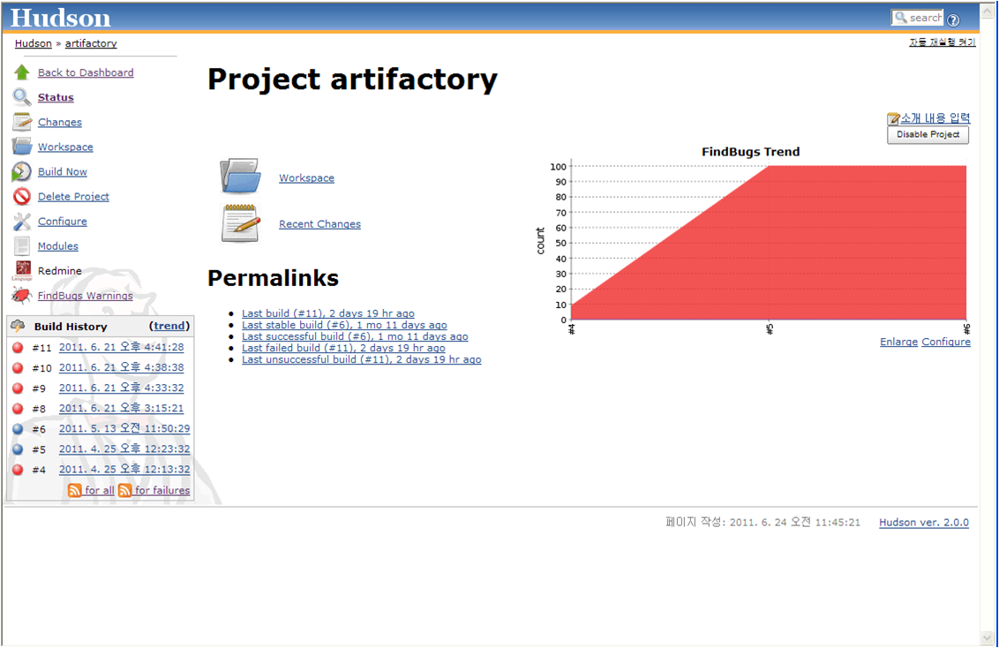 Hudson
search
Hudson » artifactory
자동 재실행 켜기
Back to Dashboard
Status
Changes
Workspace
Build Now
Delete Project
Configure
Modules
Redmine
FindBugs Warnings
Build History (trend)
#11 2011. 6. 21 오후 4:41:28
#10 2011. 6. 21 오후 4:38:38
#9 2011. 6. 21 오후 4:33:32
#8 2011. 6. 21 오후 3:15:21
#6 2011. 5. 13 오전 11:50:29
#5 2011. 4. 25 오후 12:23:32
#4 2011. 4. 25 오후 12:13:32
for all for failures
Project artifactory
소개 내용 입력
Disable Project
Workspace
Recent Changes
Permalinks
Last build (#11), 2 days 19 hr ago
Last stable build (#6), 1 mo 11 days ago
Last successful build (#6), 1 mo 11 days ago
Last failed build (#11), 2 days 19 hr ago
Last unsuccessful build (#11), 2 days 19 hr ago
FindBugs Trend
count
100
90
80
70
60
50
40
30
20
10
0
#4
#5
#6
Enlarge Configure
페이지 작성: 2011. 6. 24 오전 11:45:21
Hudson ver. 2.0.0